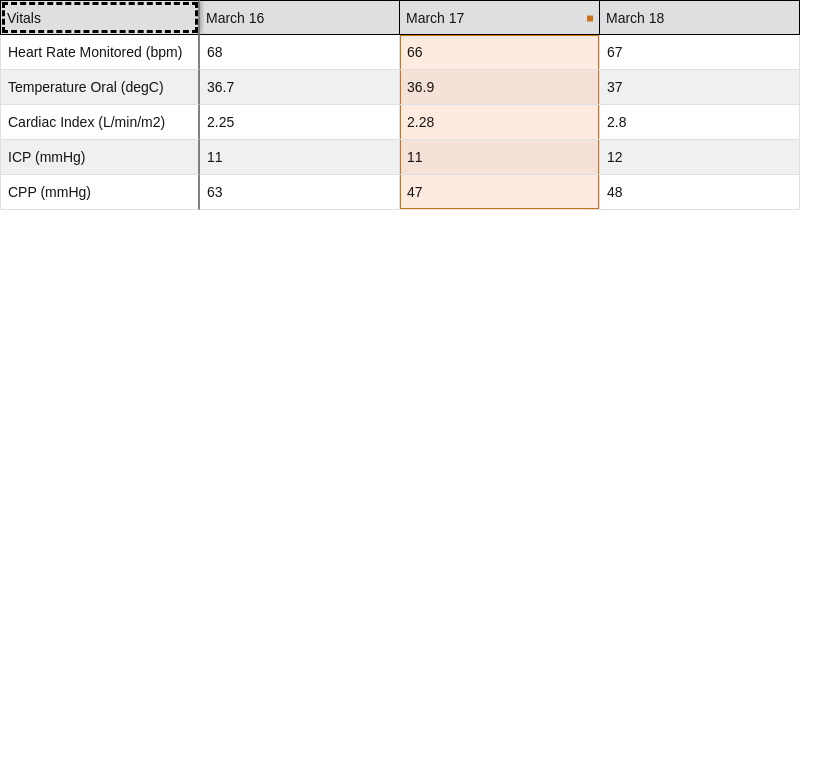 Vitals March 16 March 17 March 18
Heart Rate Monitored (bpm) 68 66 67
Temperature Oral (degC) 36.7 36.9 37
Cardiac Index (L/min/m2) 2.25 2.28 2.8
ICP (mmHg) 11 11 12
CPP (mmHg) 63 47 48